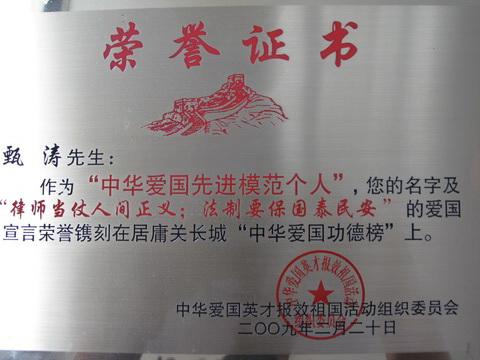 荣誉证书
甄 涛先生：
作为“中华爱国先进模范个人”，您的名字及
“律师当仗人间正义；法制要保国泰民安”的爱国
宣言荣誉镌刻在居庸关长城“中华爱国功德榜”上。
中华爱国英才报效祖国活动组织委员会
二〇〇九年二月二十日